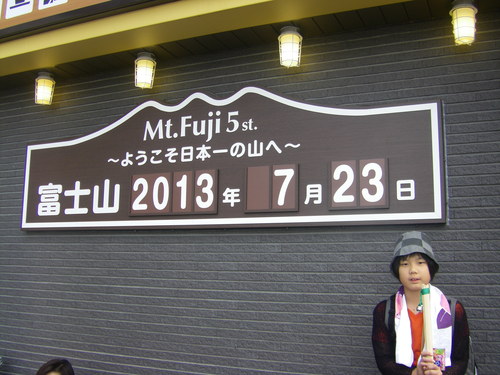 Mt.Fuji 5st.
〜ようこそ日本一の山へ〜
富士山 2013年 7月23日